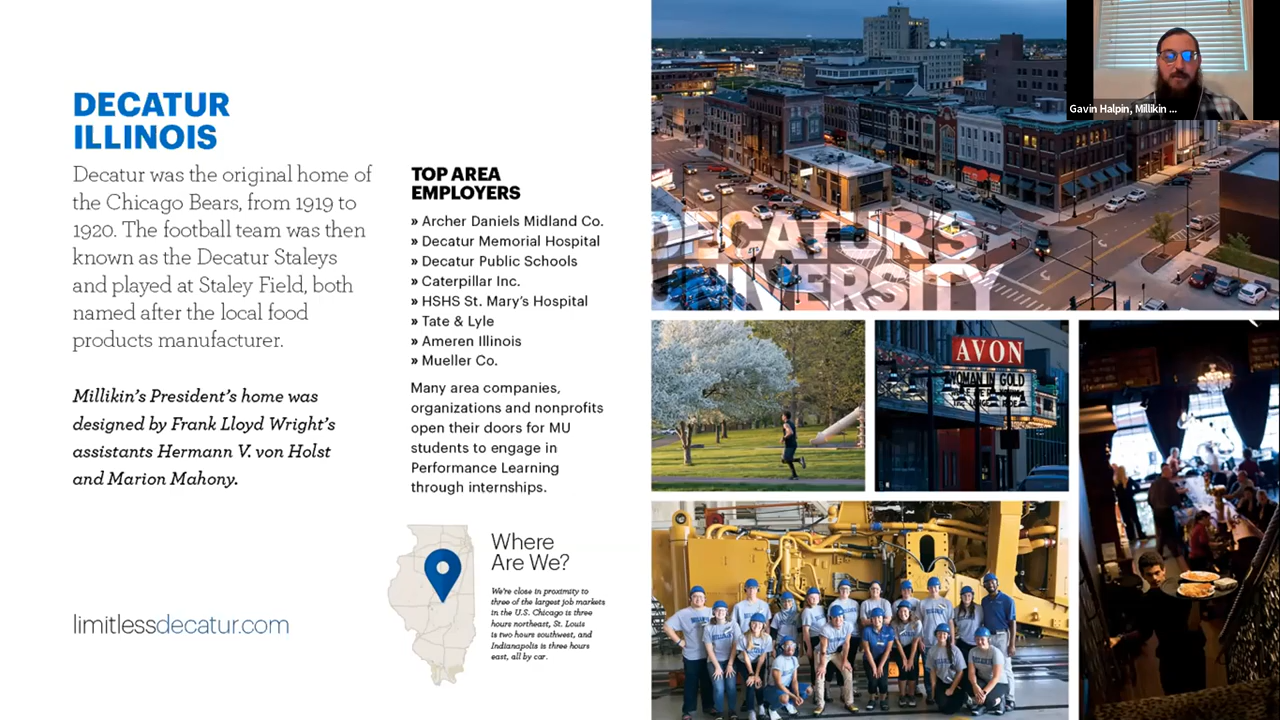 DECATUR
ILLINOIS
Decatur was the original home of
the Chicago Bears, from 1919 to
1920. The football team was then
known as the Decatur Staleys
and played at Staley Field, both
named after the local food
products manufacturer.
Millikin's President's home was
designed by Frank Lloyd Wright's
assistants Hermann V. von Holst
and Marion Mahony.
limitlessdecatur.com
TOP AREA
EMPLOYERS
» Archer Daniels Midland Co.
» Decatur Memorial Hospital
» Decatur Public Schools
» Caterpillar Inc.
» HSHS St. Mary's Hospital
» Tate & Lyle
» Ameren Illinois
» Mueller Co.
Many area companies,
organizations and nonprofits
open their doors for MU
students to engage in
Performance Learning
through internships.
Where
Are We?
We're close in proximity to
three of the largest job markets
in the U.S. Chicago is three
hours northeast, St. Louis
is two hours southwest, and
Indianapolis is three hours
east, all by car.
DECATUR'S
UNIVERSITY
Gavin Halpin, Millikin ...
AVON
WOMAN IN GOLD